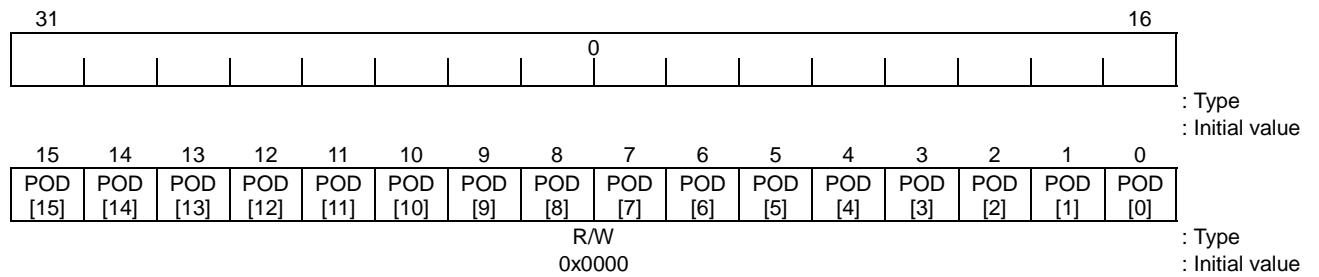 31 16
0
: Type
: Initial value
15 14 13 12 11 10 9 8 7 6 5 4 3 2 1 0
POD POD POD POD POD POD POD POD POD POD POD POD POD POD POD POD
[15] [14] [13] [12] [11] [10] [9] [8] [7] [6] [5] [4] [3] [2] [1] [0]
R/W : Type
0x0000 : Initial value